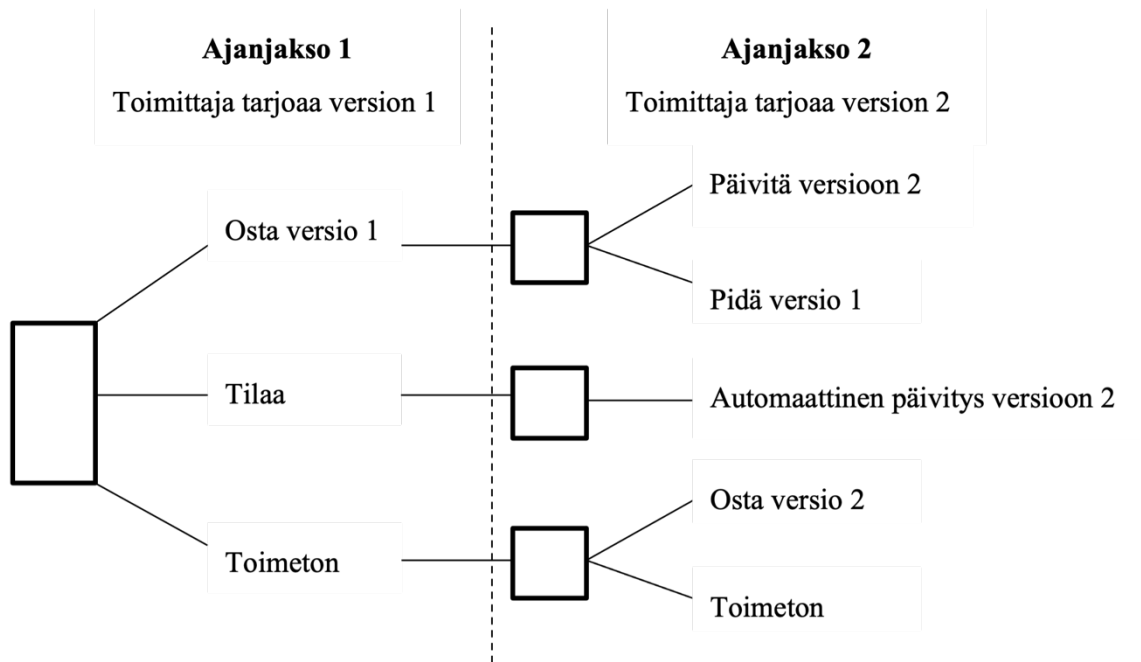 Ajanjakso 1
Toimittaja tarjoaa version 1
Ajanjakso 2
Toimittaja tarjoaa version 2
Osta versio 1
Päivitä versioon 2
Pidä versio 1
Tilaa
Automaattinen päivitys versioon 2
Toimeton
Osta versio 2
Toimeton